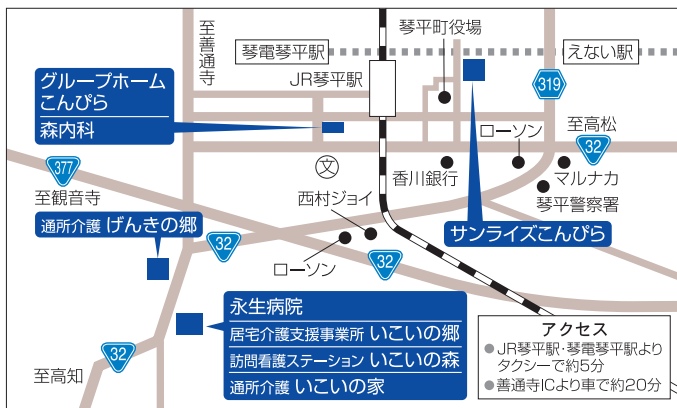 至善通寺
琴電琴平駅
琴平町役場
えない駅
JR琴平駅
319
グループホーム
こんぴら
森内科
ローソン
至高松
32
377
文
香川銀行
マルナカ
至観音寺
琴平警察署
西村ジョイ
通所介護 げんきの郷
サンライズこんぴら
32
ローソン
32
永生病院
居宅介護支援事業所 いこいの郷
訪問看護ステーション いこいの森
通所介護 いこいの家
32
至高知
アクセス
●JR琴平駅・琴電琴平駅より
タクシーで約5分
●善通寺ICより車で約20分